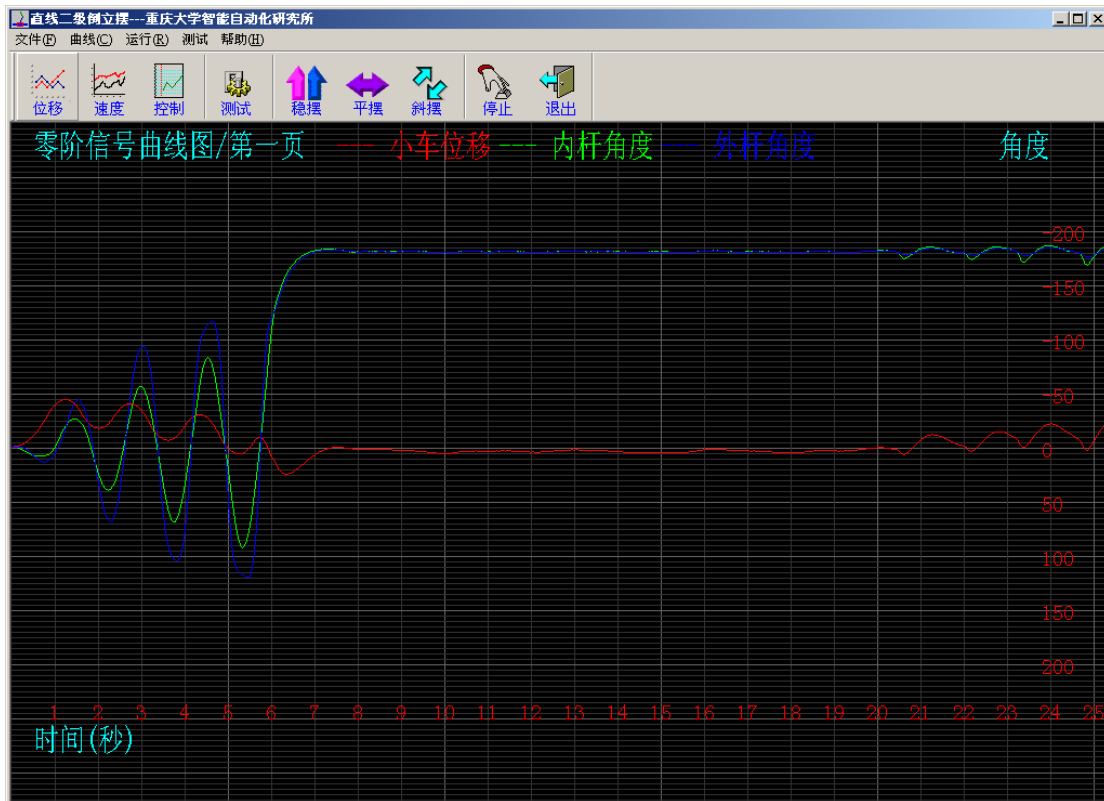 直线二级倒立摆---重庆大学智能自动化研究所
文件(F) 曲线(C) 运行(R) 测试 帮助(H)
位移 速度 控制 测试 稳摆 平摆 斜摆 停止 退出
零阶信号曲线图/第一页 --- 小车位移 --- 内杆角度 --- 外杆角度 角度
-200
-150
-100
-50
0
50
100
150
200
1 2 3 4 5 6 7 8 9 10 11 12 13 14 15 16 17 18 19 20 21 22 23 24 25
时间(秒)